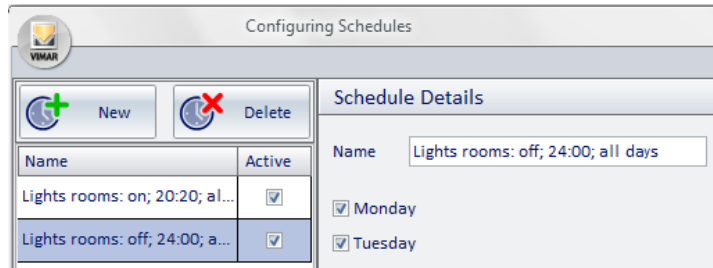 Configuring Schedules
VIMAR
New
Delete
Name
Active
Lights rooms: on; 20:20; al...
Lights rooms: off; 24:00; a...
Schedule Details
Name
Lights rooms: off; 24:00; all days
Monday
Tuesday